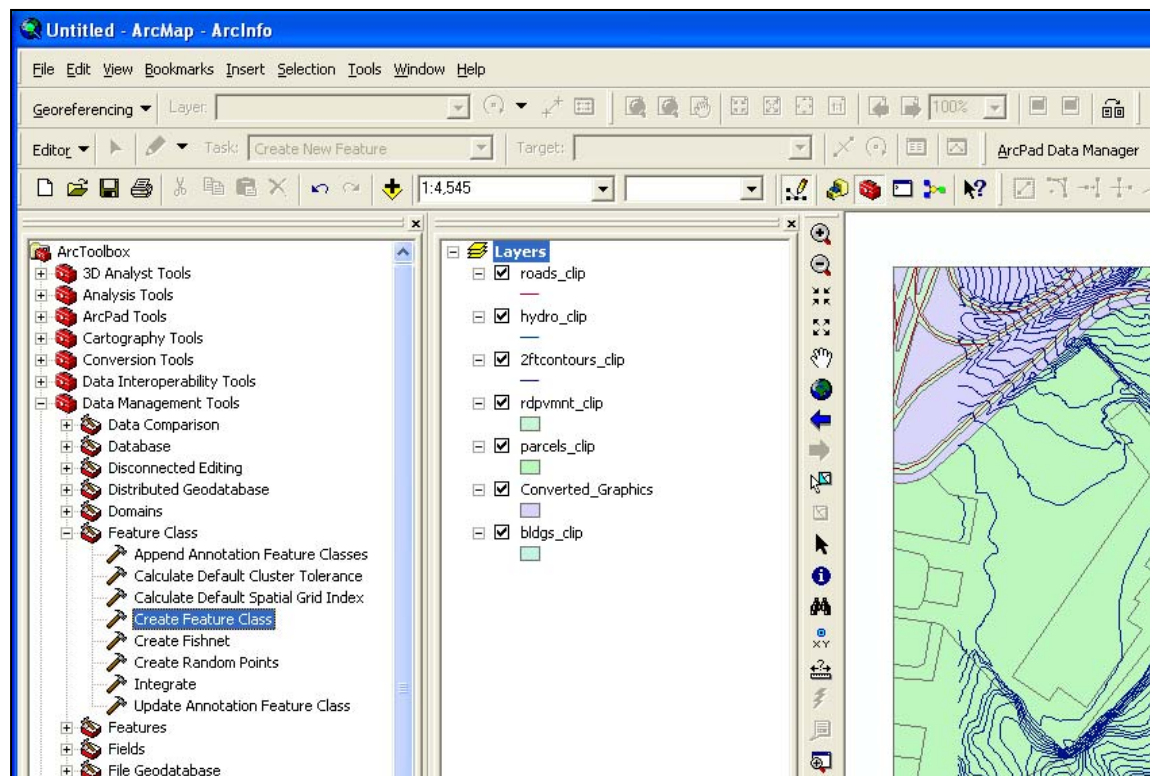 Untitled - ArcMap - ArcInfo
File Edit View Bookmarks Insert Selection Tools Window Help
Georeferencing Layer: 100%
Editor Task: Create New Feature Target: ArcPad Data Manager
1:4,545
ArcToolbox
3D Analyst Tools
Analysis Tools
ArcPad Tools
Cartography Tools
Conversion Tools
Data Interoperability Tools
Data Management Tools
Data Comparison
Database
Disconnected Editing
Distributed Geodatabase
Domains
Feature Class
Append Annotation Feature Classes
Calculate Default Cluster Tolerance
Calculate Default Spatial Grid Index
Create Feature Class
Create Fishnet
Create Random Points
Integrate
Update Annotation Feature Class
Features
Fields
File Geodatabase
Layers
roads_clip
hydro_clip
2ftcontours_clip
rdpvmnt_clip
parcels_clip
Converted_Graphics
bldgs_clip
XY